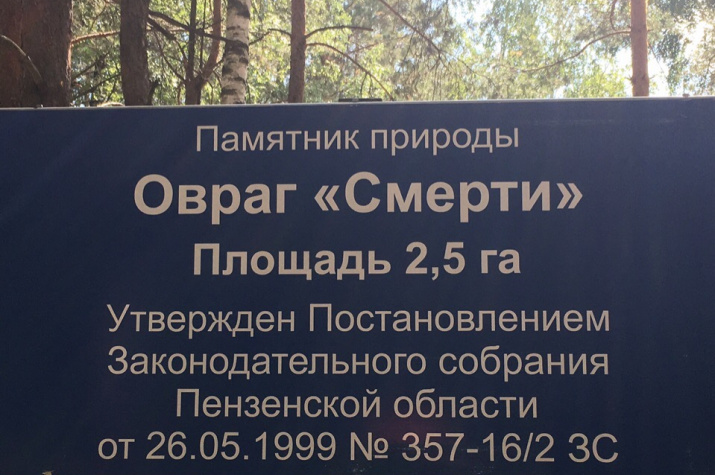 Памятник природы
Овраг «Смерти»
Площадь 2,5 га
Утвержден Постановлением
Законодательного собрания
Пензенской области
от 26.05.1999 № 357-16/2 ЗС